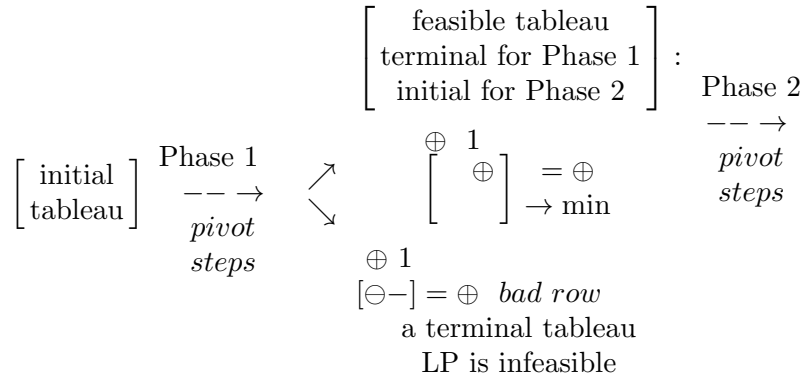 feasible tableau
terminal for Phase 1
initial for Phase 2
:
Phase 2
−− →
pivot
steps
initial
tableau
Phase 1
−− →
pivot
steps
↗
↘
⊕ 1
⊕ = ⊕
→ min
⊕ 1
[⊖−] = ⊕ bad row
a terminal tableau
LP is infeasible